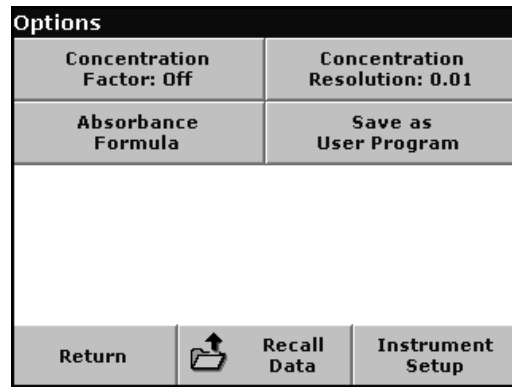 Options
Concentration
Factor: Off
Concentration
Resolution: 0.01
Absorbance
Formula
Save as
User Program
Return
Recall
Data
Instrument
Setup